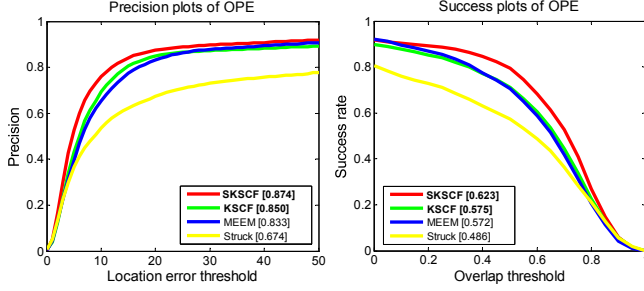 Precision plots of OPE
1
0.8
0.6
0.4
0.2
0
0 10 20 30 40 50
Precision
Location error threshold
SKSCF [0.874]
KSCF [0.850]
MEEM [0.833]
Struck [0.674]
Success plots of OPE
1
0.8
0.6
0.4
0.2
0
0 0.2 0.4 0.6 0.8
Success rate
Overlap threshold
SKSCF [0.623]
KSCF [0.575]
MEEM [0.572]
Struck [0.486]